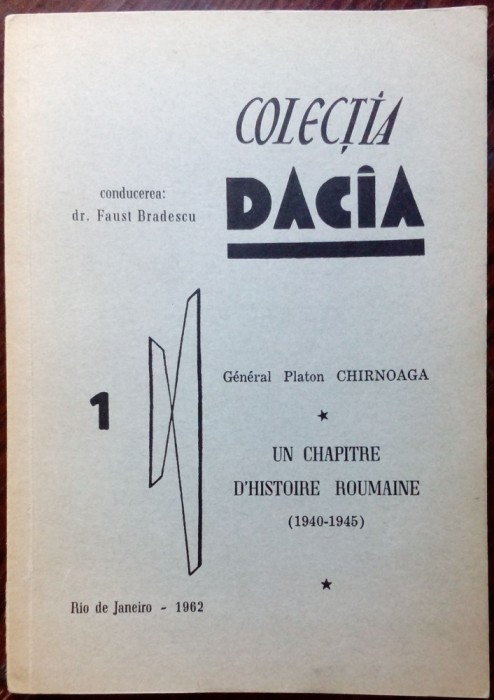 COLECȚIA
DACIA
conducerea:
dr. Faust Bradescu
1
Général Platon CHIRNOAGA
UN CHAPITRE
D'HISTOIRE ROUMAINE
(1940-1945)
Rio de Janeiro - 1962